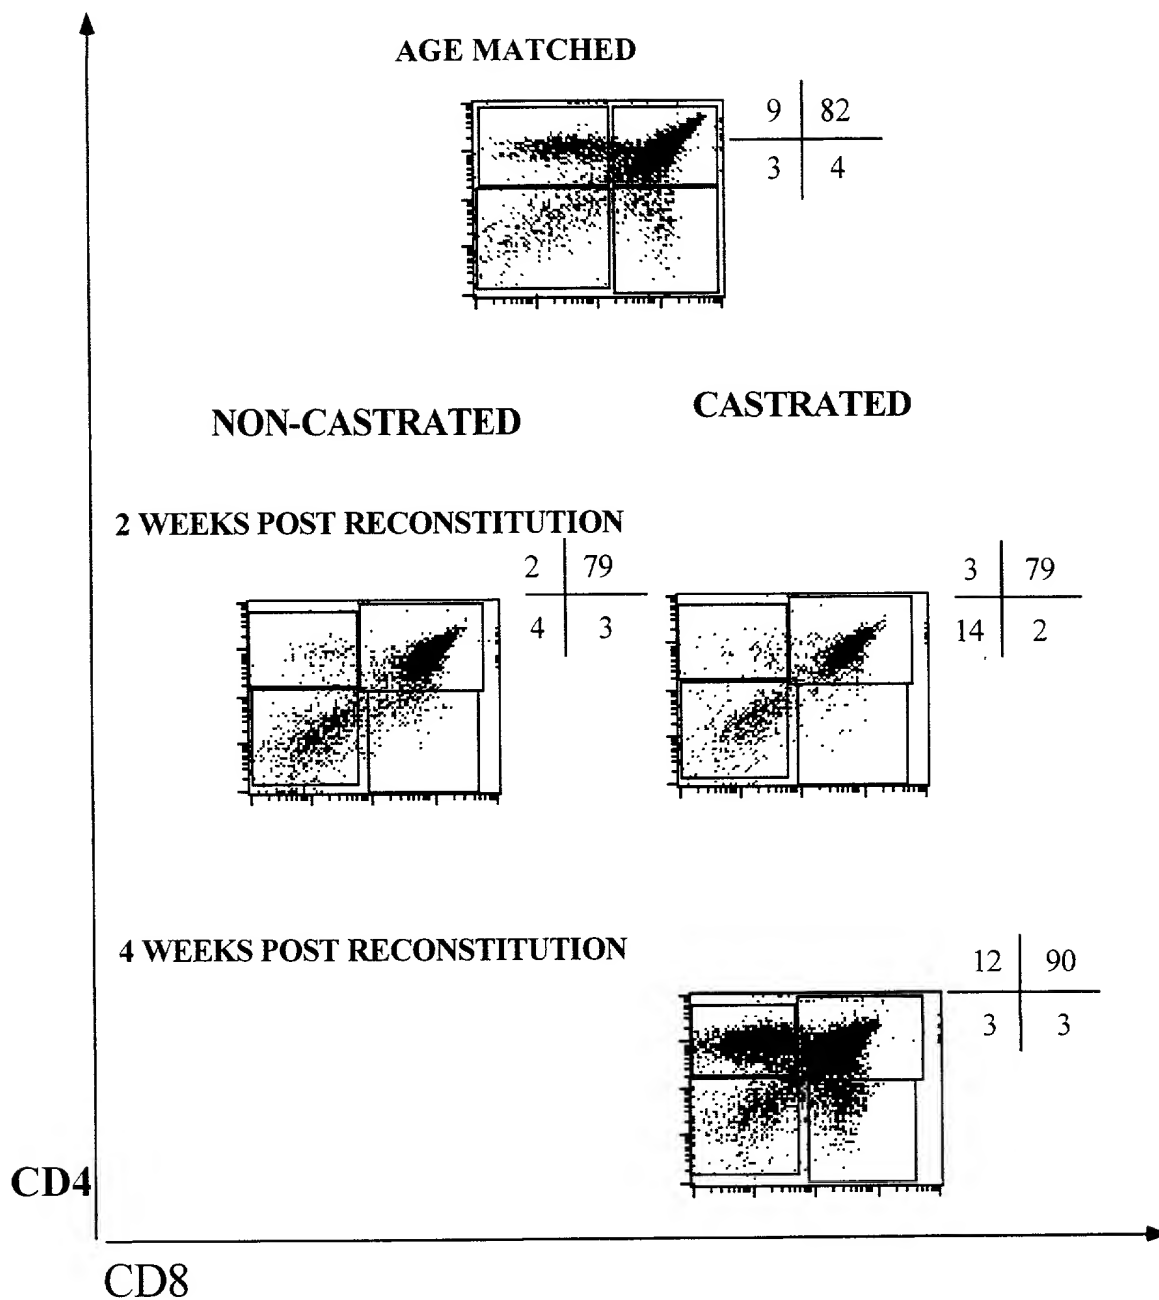 AGE MATCHED
9 82
3 4
NON-CASTRATED
CASTRATED
2 WEEKS POST RECONSTITUTION
2 79
4 3
3 79
14 2
4 WEEKS POST RECONSTITUTION
12 90
3 3
CD4
CD8